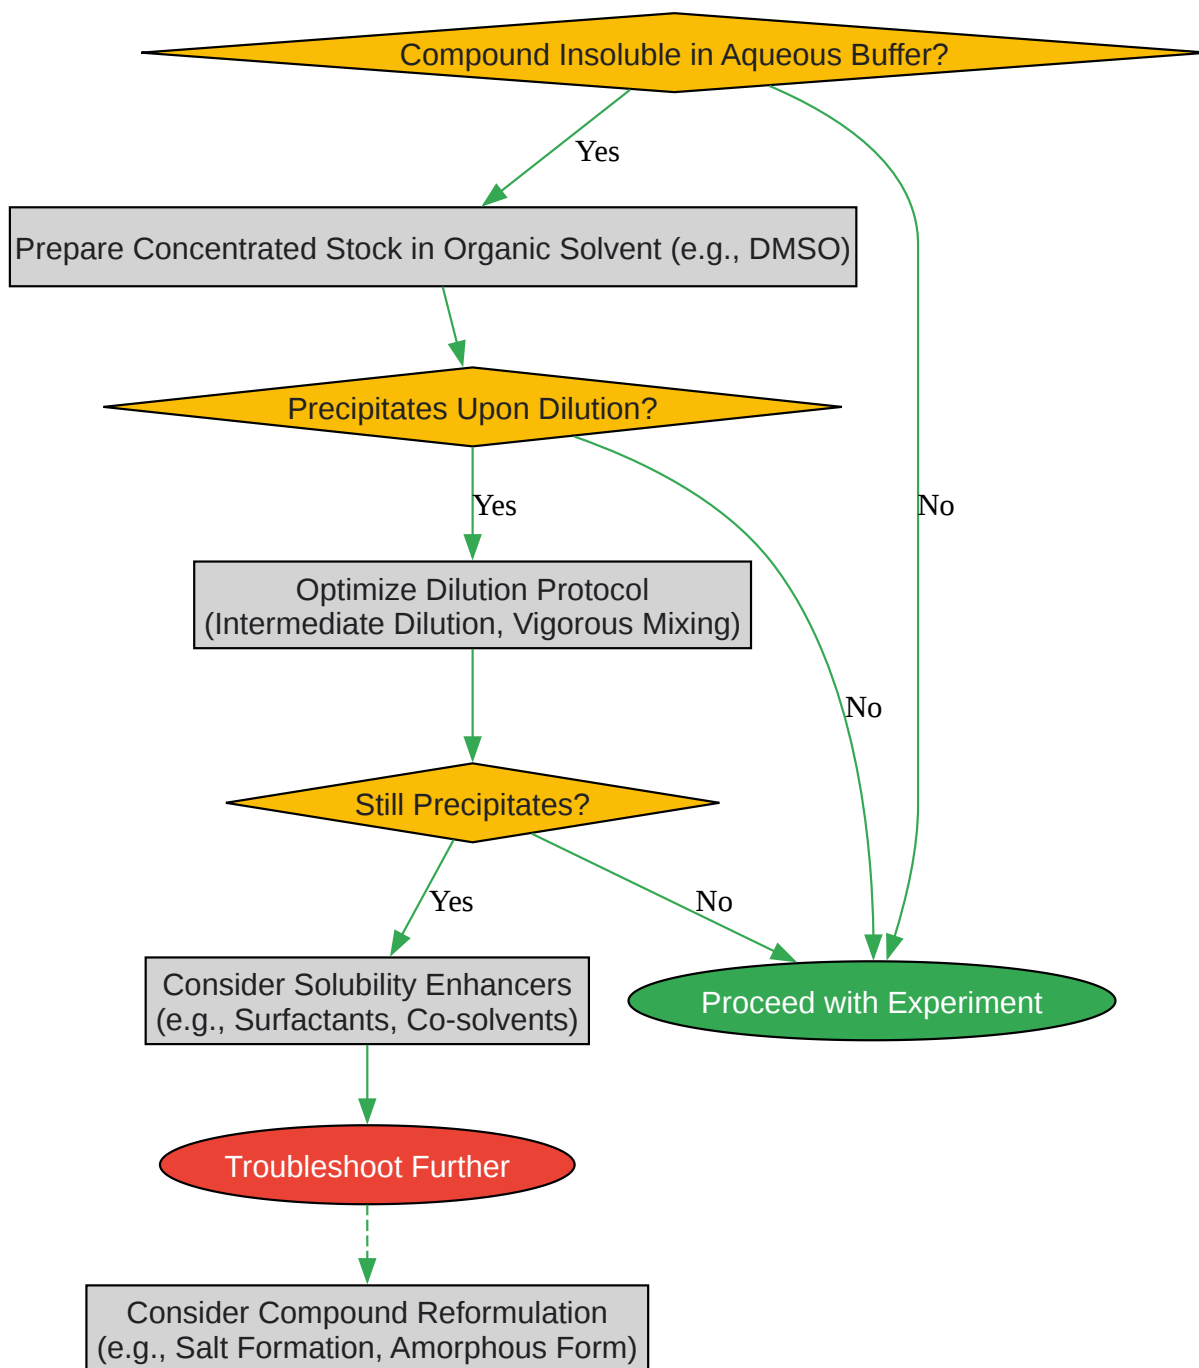 Compound Insoluble in Aqueous Buffer?
Yes
Prepare Concentrated Stock in Organic Solvent (e.g., DMSO)
Precipitates Upon Dilution?
Yes
No
Optimize Dilution Protocol
(Intermediate Dilution, Vigorous Mixing)
No
Still Precipitates?
Yes
No
Consider Solubility Enhancers
(e.g., Surfactants, Co-solvents)
Proceed with Experiment
Troubleshoot Further
Consider Compound Reformulation
(e.g., Salt Formation, Amorphous Form)